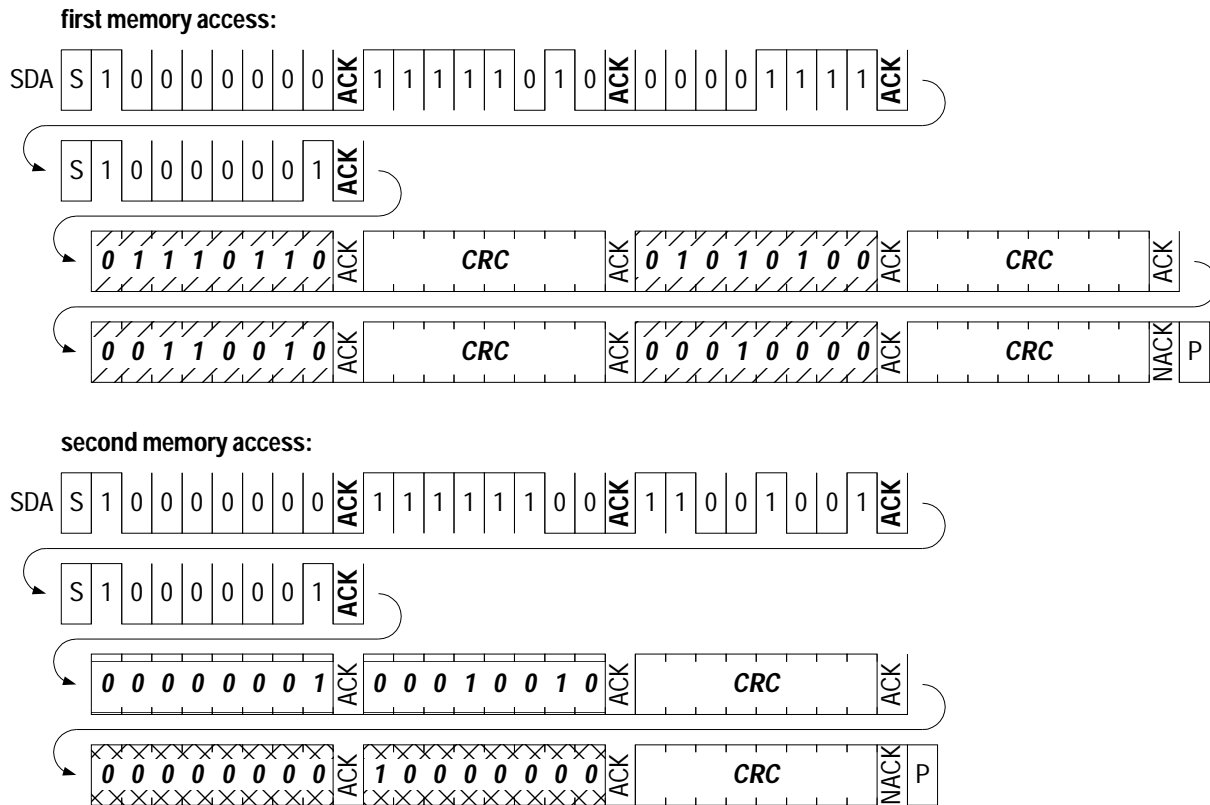 first memory access:
SDA S 1 0 0 0 0 0 0 0 ACK 1 1 1 1 1 0 1 0 ACK 0 0 0 0 1 1 1 1 ACK
S 1 0 0 0 0 0 0 1 ACK
0 1 1 1 0 1 1 0 ACK CRC ACK 0 1 0 1 0 1 0 0 ACK CRC ACK
0 0 1 1 0 0 1 0 ACK CRC ACK 0 0 0 1 0 0 0 0 ACK CRC NACK P
second memory access:
SDA S 1 0 0 0 0 0 0 0 ACK 1 1 1 1 1 1 0 0 ACK 1 1 0 0 1 0 0 1 ACK
S 1 0 0 0 0 0 0 1 ACK
0 0 0 0 0 0 0 1 ACK 0 0 0 1 0 0 1 0 ACK CRC ACK
0 0 0 0 0 0 0 0 ACK 1 0 0 0 0 0 0 0 ACK CRC NACK P